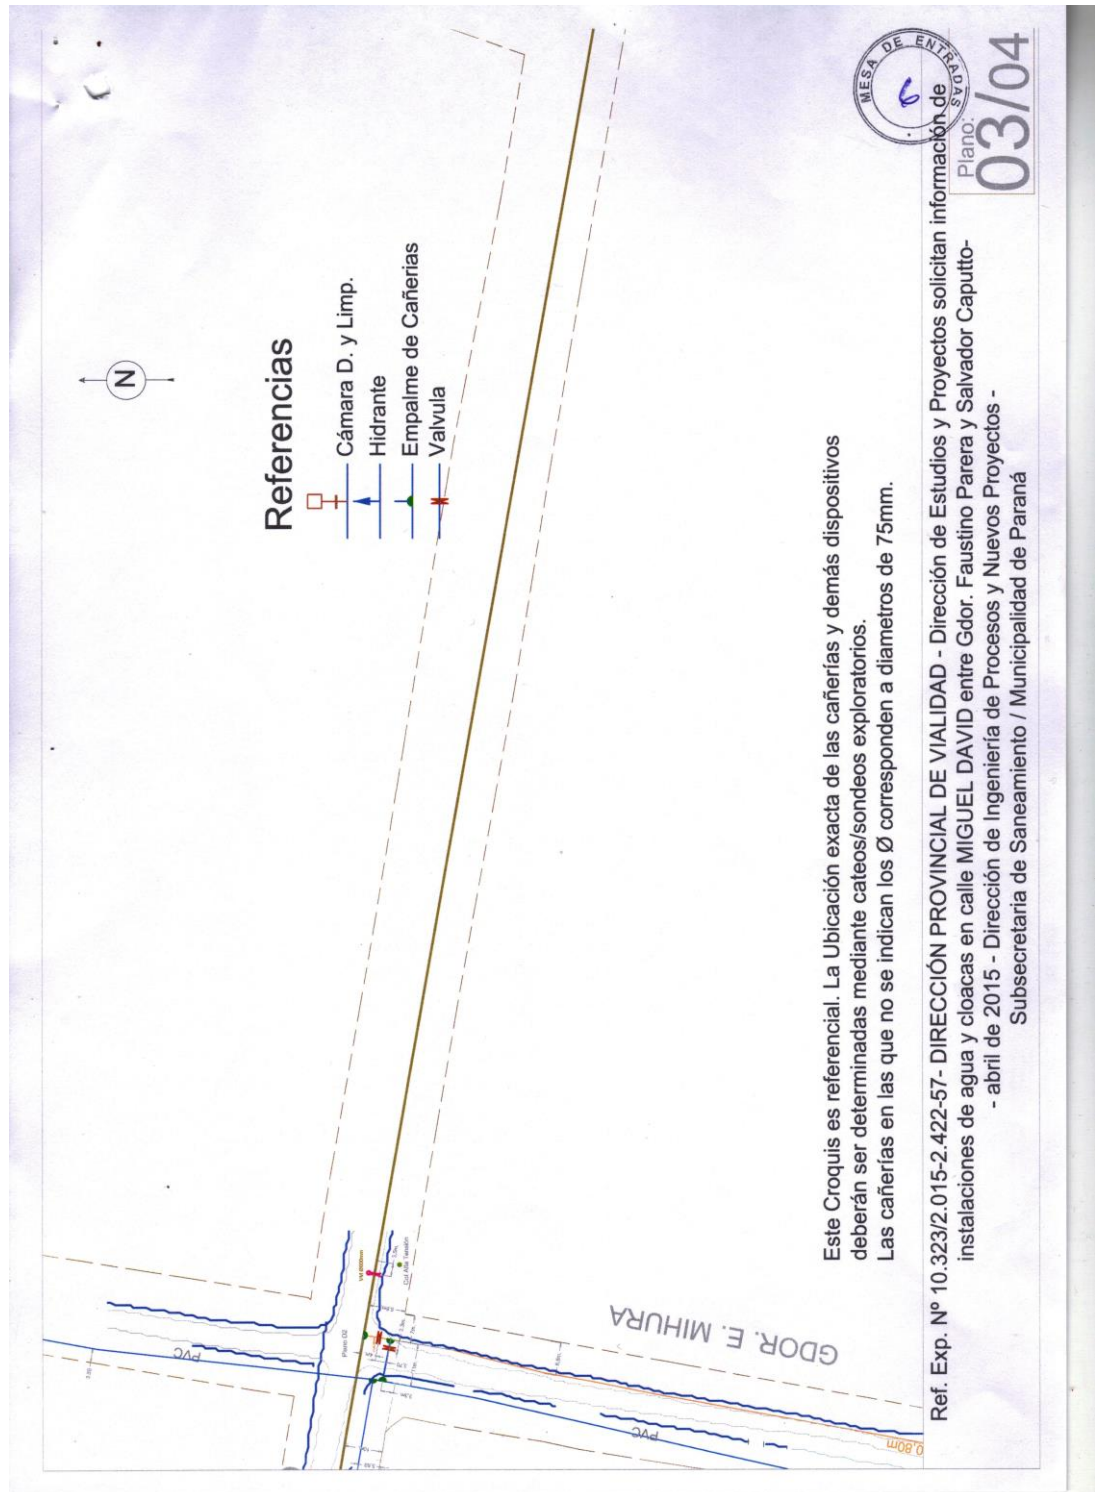 MESA DE ENTRADAS
6
N
Referencias
Cámara D. y Limp.
Hidrante
Empalme de Cañerias
Valvula
PVC
Plano 02
Col Alta Tensión
GDOR. E. MIHURA
PVC
0,80m
Este Croquis es referencial. La Ubicación exacta de las cañerías y demás dispositivos
deberán ser determinadas mediante cateos/sondeos exploratorios.
Las cañerías en las que no se indican los Ø corresponden a diametros de 75mm.
Ref. Exp. Nº 10.323/2.015-2.422-57- DIRECCIÓN PROVINCIAL DE VIALIDAD - Dirección de Estudios y Proyectos solicitan información de
instalaciones de agua y cloacas en calle MIGUEL DAVID entre Gdor. Faustino Parera y Salvador Caputto-
- abril de 2015 - Dirección de Ingeniería de Procesos y Nuevos Proyectos -
Subsecretaria de Saneamiento / Municipalidad de Paraná
Plano:
03/04